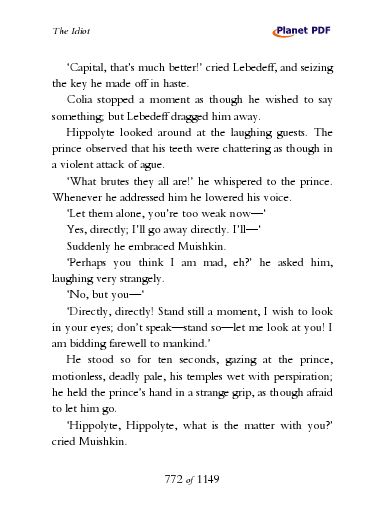 The Idiot
Planet PDF
‘Capital, that's much better!’ cried Lebedeff, and seizing
the key he made off in haste.
Colia stopped a moment as though he wished to say
something; but Lebedeff dragged him away.
Hippolyte looked around at the laughing guests. The
prince observed that his teeth were chattering as though in
a violent attack of ague.
‘What brutes they all are!’ he whispered to the prince.
Whenever he addressed him he lowered his voice.
‘Let them alone, you’re too weak now—‘
Yes, directly; I’ll go away directly. I’ll—‘
Suddenly he embraced Muishkin.
‘Perhaps you think I am mad, eh?’ he asked him,
laughing very strangely.
‘No, but you—‘
‘Directly, directly! Stand still a moment, I wish to look
in your eyes; don’t speak—stand so—let me look at you! I
am bidding farewell to mankind.’
He stood so for ten seconds, gazing at the prince,
motionless, deadly pale, his temples wet with perspiration;
he held the prince’s hand in a strange grip, as though afraid
to let him go.
‘Hippolyte, Hippolyte, what is the matter with you?’
cried Muishkin.
772 of 1149